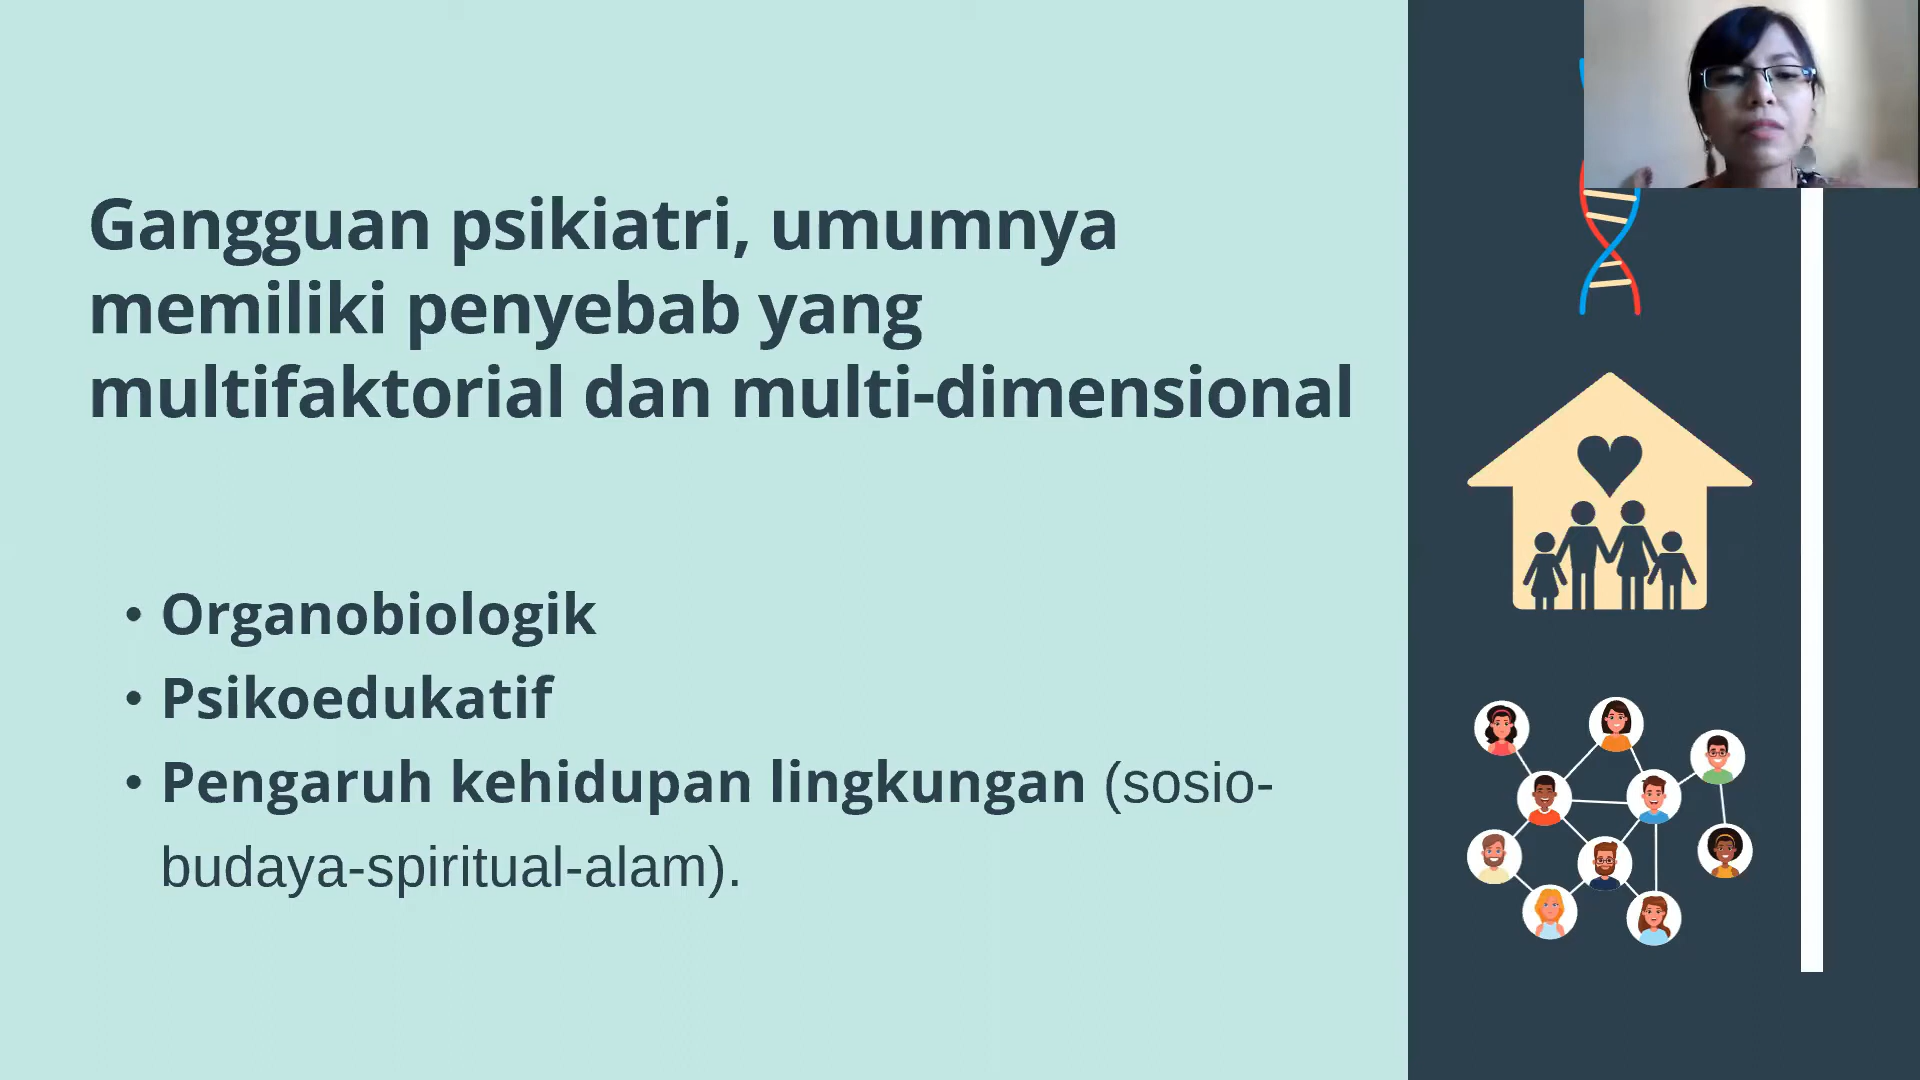 Gangguan psikiatri, umumnya
memiliki penyebab yang
multifaktorial dan multi-dimensional
• Organobiologik
• Psikoedukatif
• Pengaruh kehidupan lingkungan (sosio-
budaya-spiritual-alam).